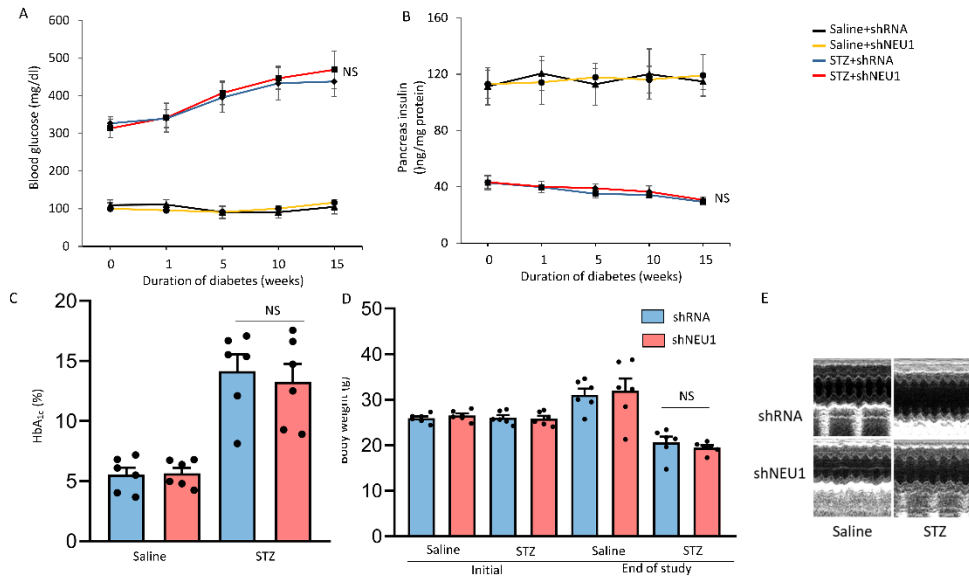 A
Blood glucose (mg/dl)
600
500
400
300
200
100
0
NS
0 1 5 10 15
Duration of diabetes (weeks)
B
Pancreas insulin
()ng/mg protein)
160
120
80
40
0
NS
0 1 5 10 15
Duration of diabetes (weeks)
Saline+shRNA
Saline+shNEU1
STZ+shRNA
STZ+shNEU1
C
HbA1c (%)
20
15
10
5
0
NS
Saline STZ
D
Body weight (g)
50
40
30
20
10
0
shRNA
shNEU1
NS
Saline STZ Saline STZ
Initial End of study
E
shRNA
shNEU1
Saline STZ